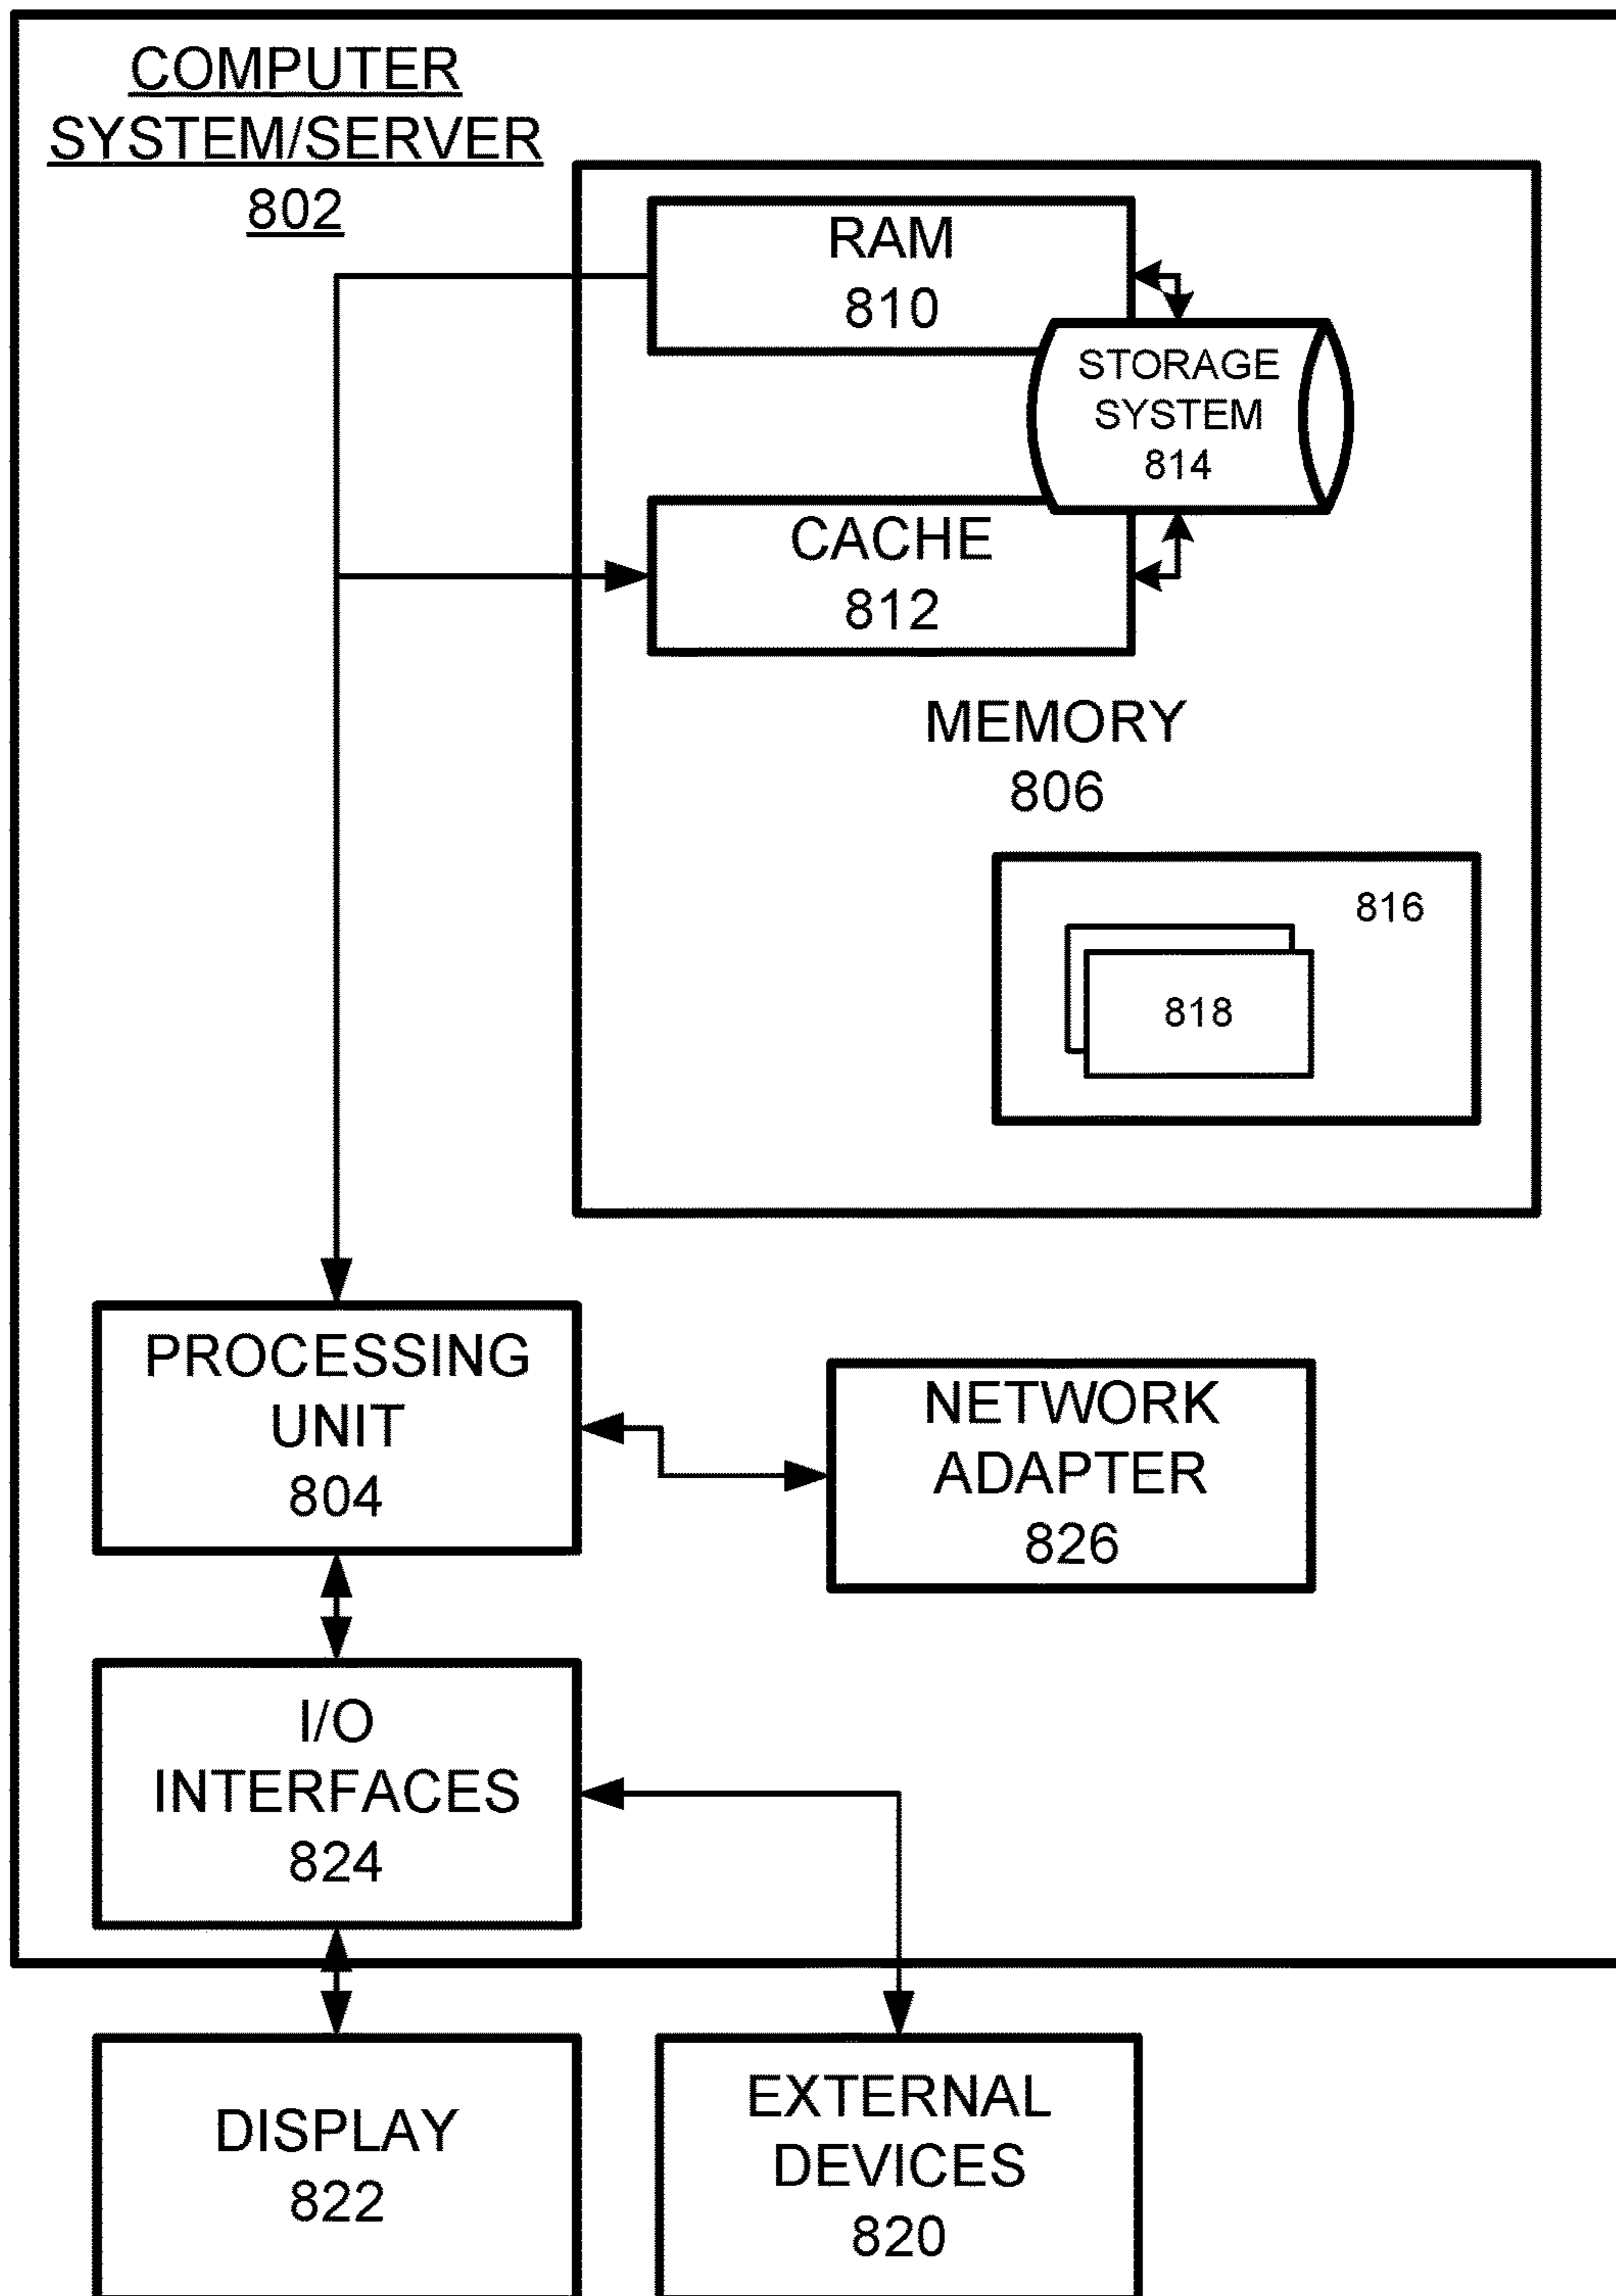 COMPUTER
SYSTEM/SERVER
802
RAM
810
STORAGE
SYSTEM
814
CACHE
812
MEMORY
806
816
818
PROCESSING
UNIT
804
NETWORK
ADAPTER
826
I/O
INTERFACES
824
DISPLAY
822
EXTERNAL
DEVICES
820